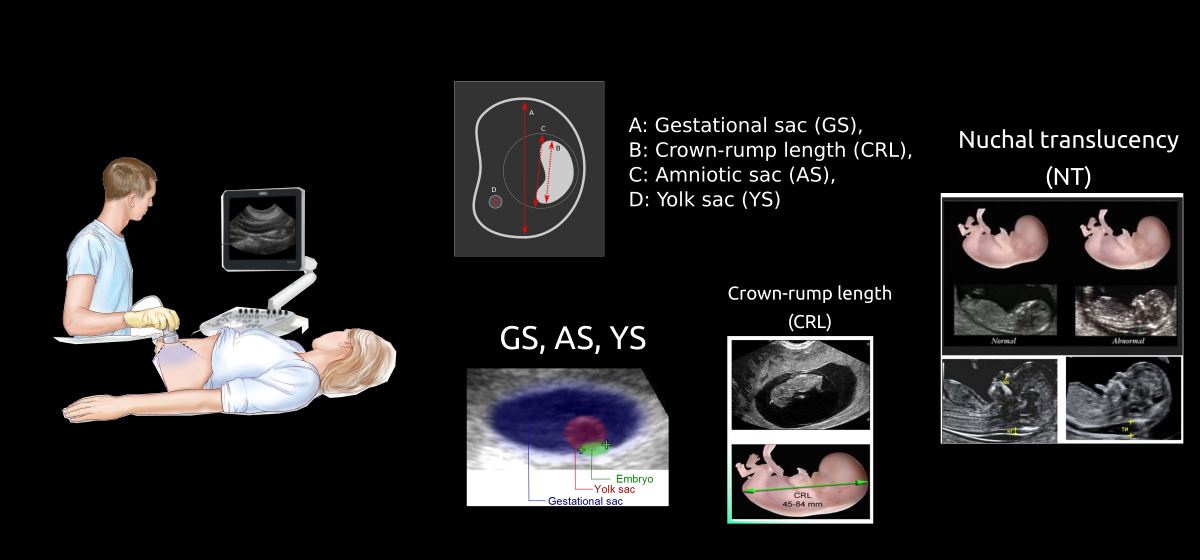 A
C
B
D
A: Gestational sac (GS),
B: Crown-rump length (CRL),
C: Amniotic sac (AS),
D: Yolk sac (YS)
Nuchal translucency
(NT)
Normal
Abnormal
GS, AS, YS
Embryo
Yolk sac
Gestational sac
Crown-rump length
(CRL)
CRL
45-84 mm